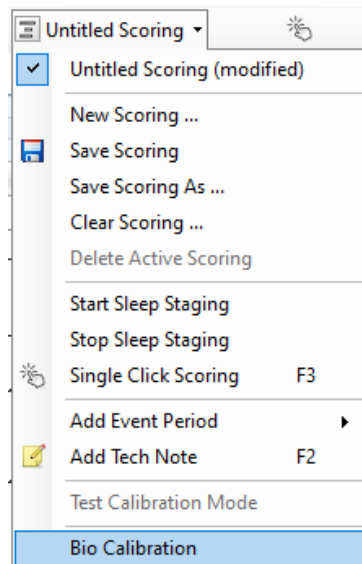 Untitled Scoring
Untitled Scoring (modified)
New Scoring ...
Save Scoring
Save Scoring As ...
Clear Scoring ...
Delete Active Scoring
Start Sleep Staging
Stop Sleep Staging
Single Click Scoring F3
Add Event Period
Add Tech Note F2
Test Calibration Mode
Bio Calibration